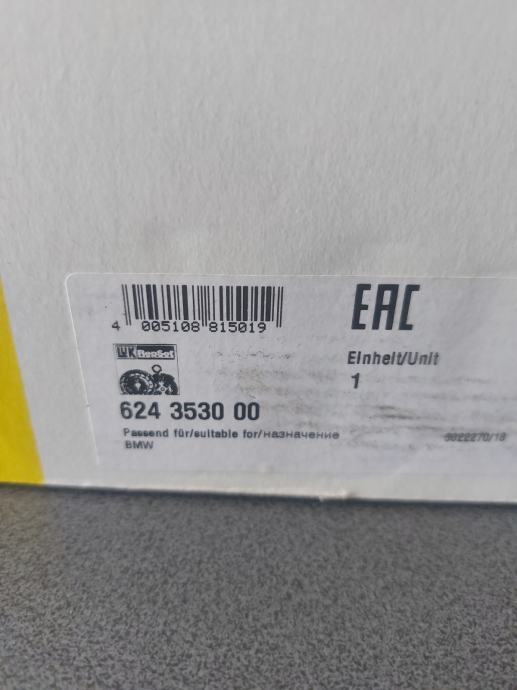 EAC
4 005108 815019
Einheit/Unit
1
LuK RepSet
624 3530 00
Passend für/suitable for/назначение
BMW